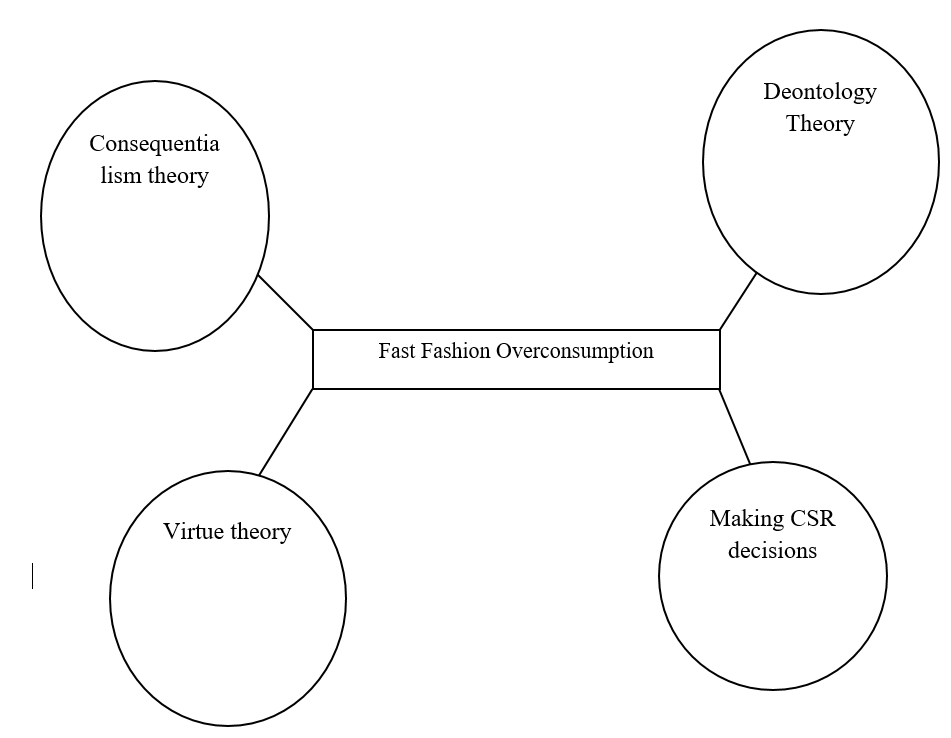 Consequentia
lism theory
Deontology
Theory
Fast Fashion Overconsumption
Virtue theory
Making CSR
decisions